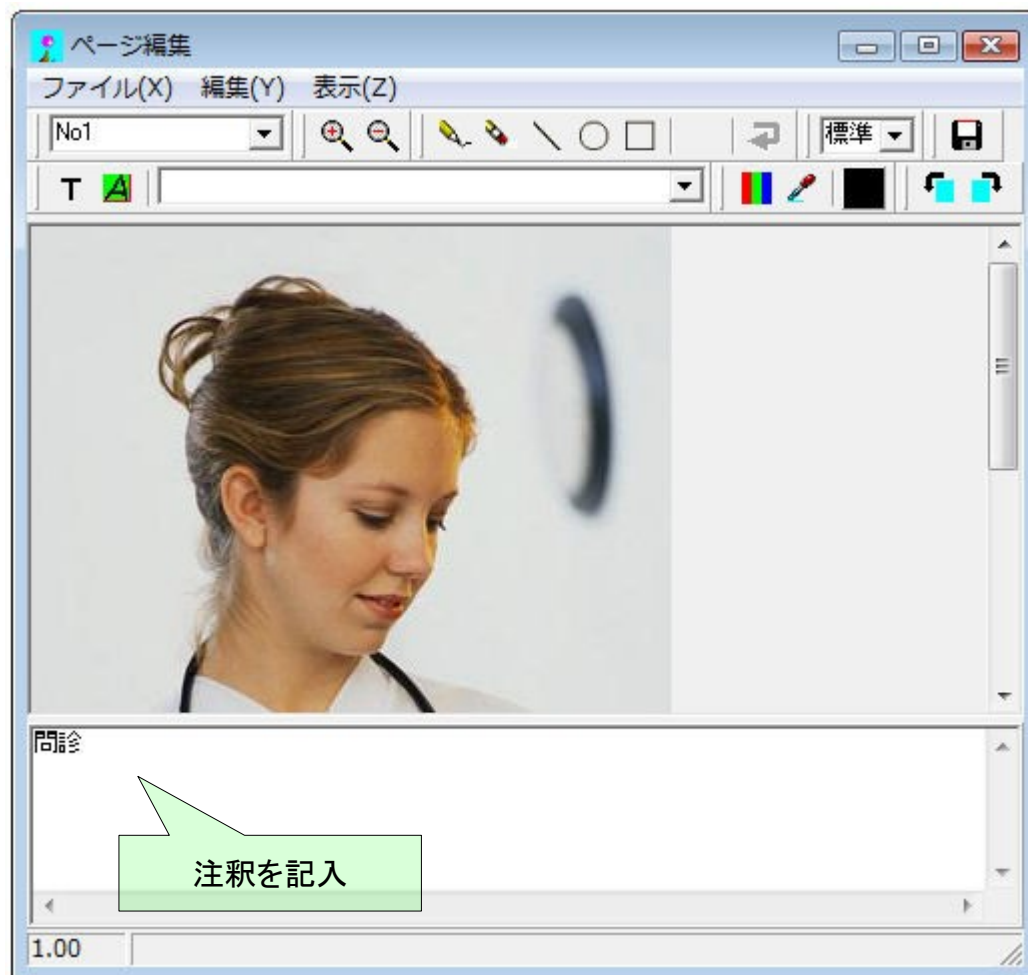 ページ編集
ファイル(X) 編集(Y) 表示(Z)
No1 標準
T A
問診
注釈を記入
1.00